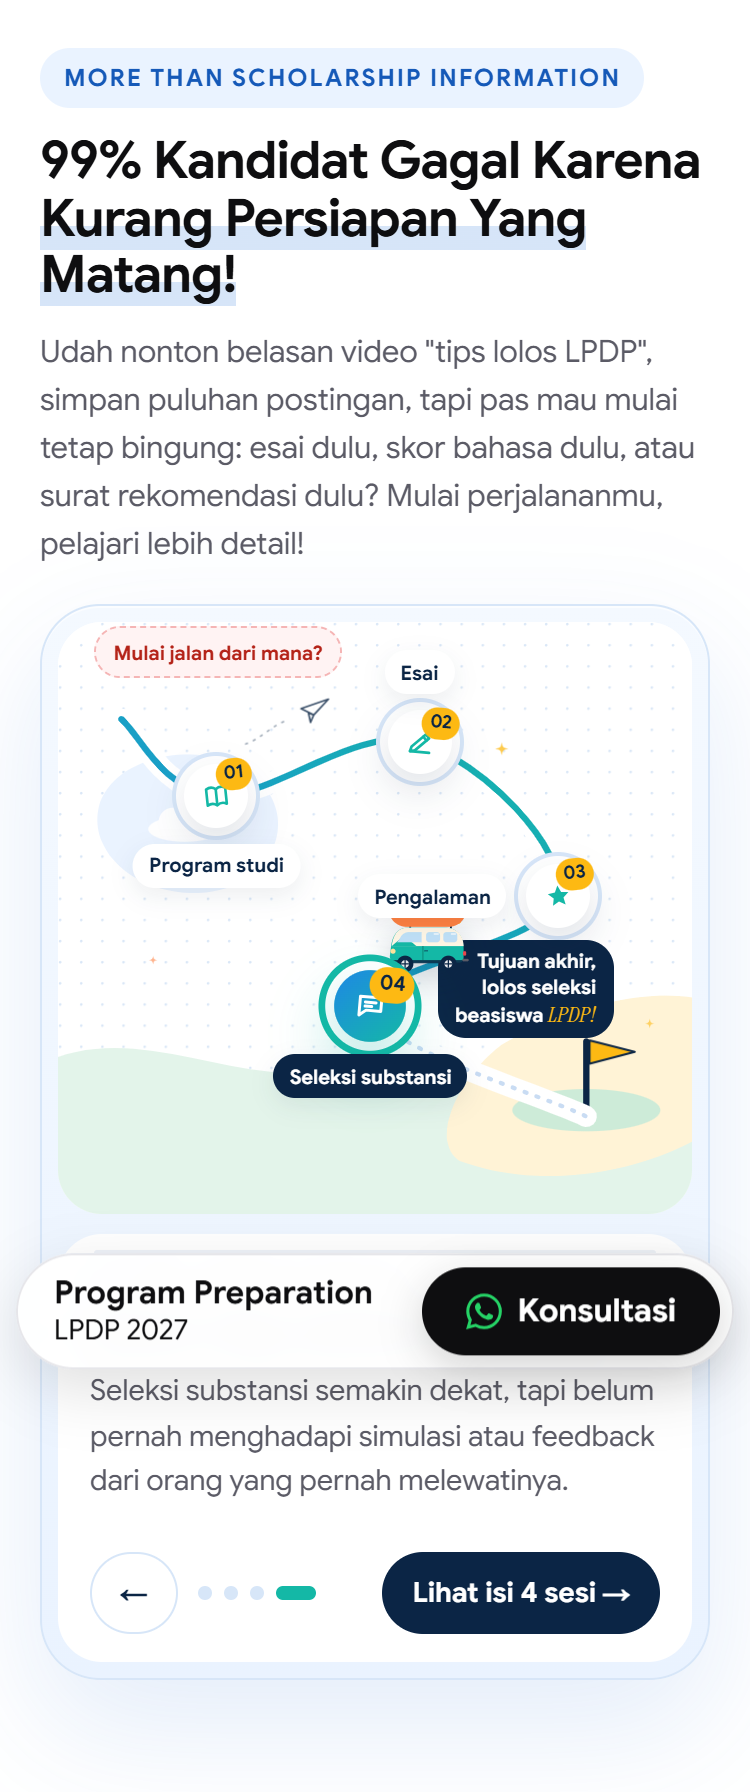 MORE THAN SCHOLARSHIP INFORMATION
99% Kandidat Gagal Karena
Kurang Persiapan Yang
Matang!
Udah nonton belasan video "tips lolos LPDP",
simpan puluhan postingan, tapi pas mau mulai
tetap bingung: esai dulu, skor bahasa dulu, atau
surat rekomendasi dulu? Mulai perjalananmu,
pelajari lebih detail!
Mulai jalan dari mana?
Esai
02
01
Program studi
03
Pengalaman
Tujuan akhir,
lolos seleksi
beasiswa LPDP!
04
Seleksi substansi
Program Preparation
LPDP 2027
Konsultasi
Seleksi substansi semakin dekat, tapi belum
pernah menghadapi simulasi atau feedback
dari orang yang pernah melewatinya.
← Lihat isi 4 sesi →